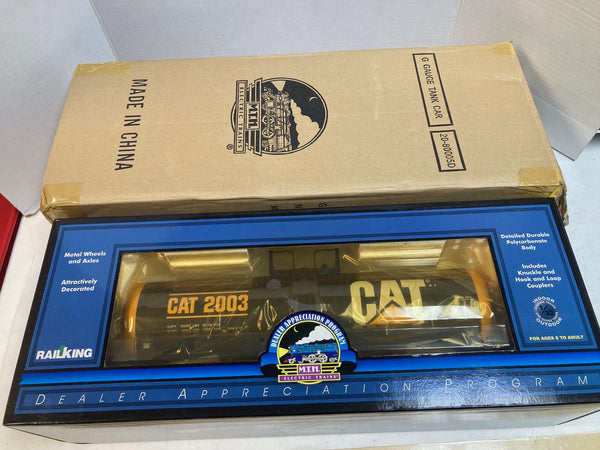 MADE IN CHINA
M.T.H.
ELECTRIC TRAINS
®
G GAUGE TANK CAR
20-80005D
Metal Wheels
and Axles
Attractively
Decorated
RAILKING
CAT 2003
CAT
DEALER APPRECIATION PROGRAM
M.T.H.
ELECTRIC TRAINS
Detailed Durable
Polycarbonate
Body
Includes
Knuckle and
Hook and Loop
Couplers
INDOOR
OUTDOOR
FOR AGES 8 TO ADULT
DEALER APPRECIATION PROGRAM